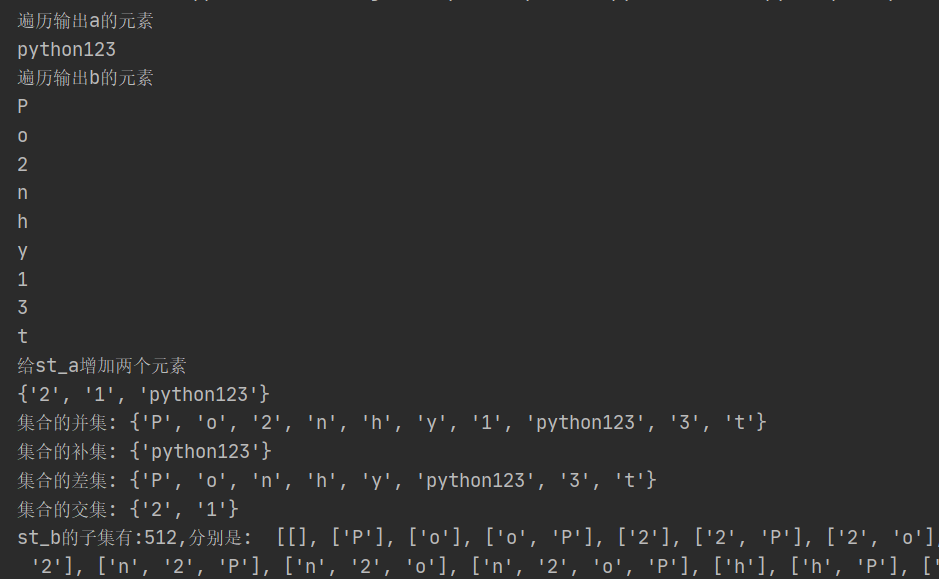 遍历输出a的元素
python123
遍历输出b的元素
P
o
2
n
h
y
1
3
t
给st_a增加两个元素
{'2', '1', 'python123'}
集合的并集: {'P', 'o', '2', 'n', 'h', 'y', '1', 'python123', '3', 't'}
集合的补集: {'python123'}
集合的差集: {'P', 'o', 'n', 'h', 'y', 'python123', '3', 't'}
集合的交集: {'2', '1'}
st_b的子集有:512,分别是:  [[], ['P'], ['o'], ['o', 'P'], ['2'], ['2', 'P'], ['2', 'o'],
'2'], ['n', '2', 'P'], ['n', '2', 'o'], ['n', '2', 'o', 'P'], ['h'], ['h', 'P'], ['